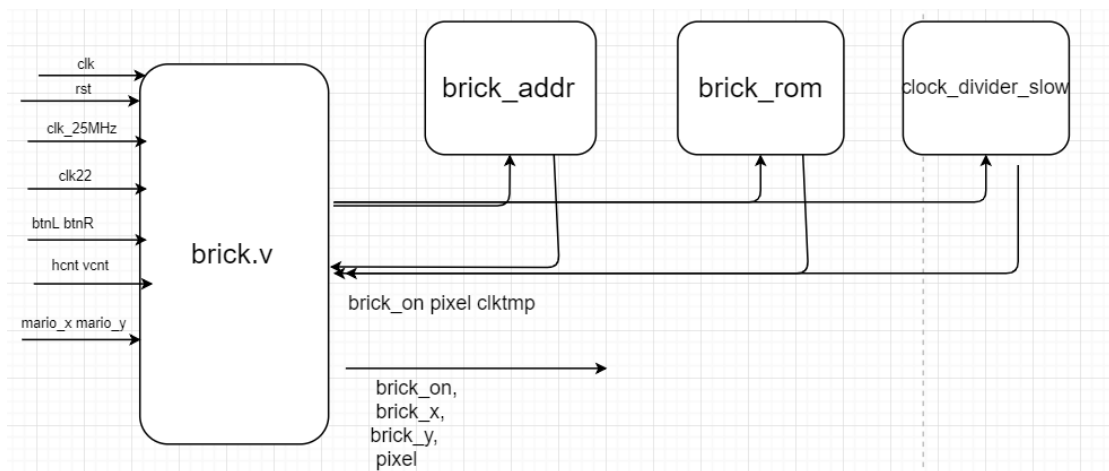 brick_addr
brick_rom
clock_divider_slow
clk
rst
clk_25MHz
clk22
btnL btnR
hcnt vcnt
mario_x mario_y
brick.v
brick_on pixel clktmp
brick_on,
brick_x,
brick_y,
pixel